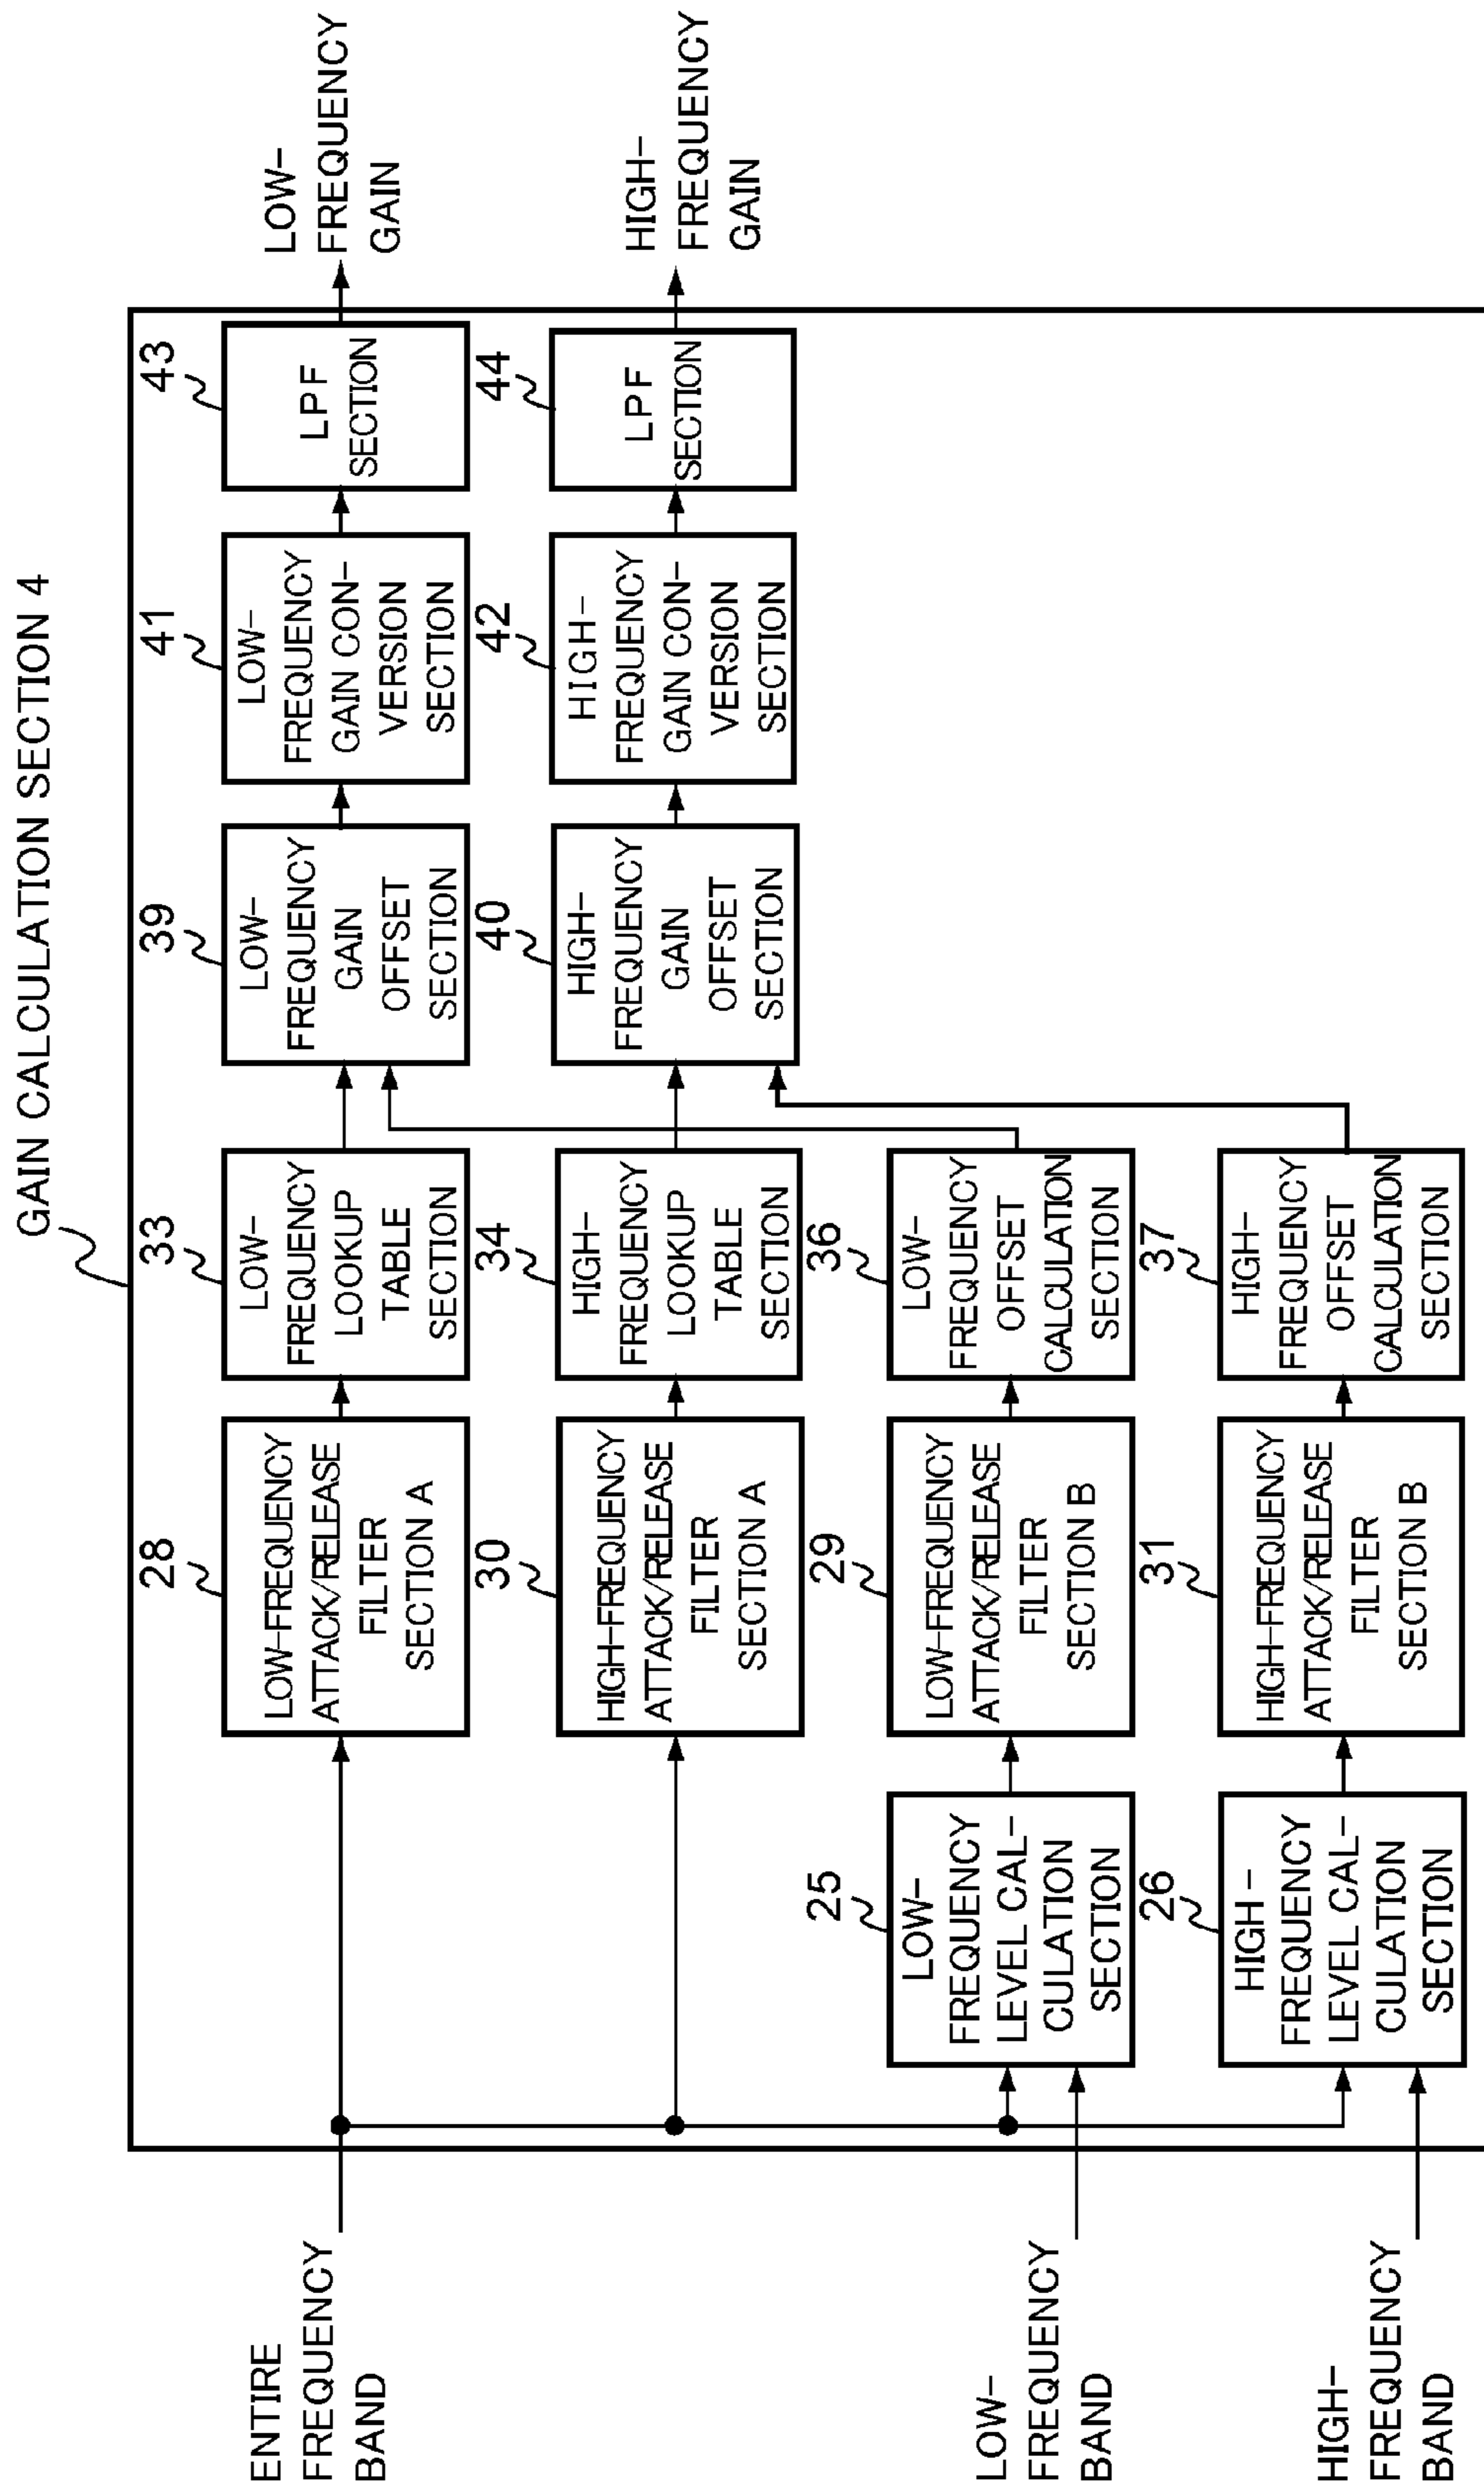 GAIN CALCULATION SECTION 4
ENTIRE
FREQUENCY
BAND
28
LOW-FREQUENCY
ATTACK/RELEASE
FILTER
SECTION A
33
LOW-
FREQUENCY
LOOKUP
TABLE
SECTION
39
LOW-
FREQUENCY
GAIN
OFFSET
SECTION
41
LOW-
FREQUENCY
GAIN CON-
VERSION
SECTION
43
LPF
SECTION
LOW-
FREQUENCY
GAIN
30
HIGH-FREQUENCY
ATTACK/RELEASE
FILTER
SECTION A
34
HIGH-
FREQUENCY
LOOKUP
TABLE
SECTION
40
HIGH-
FREQUENCY
GAIN
OFFSET
SECTION
42
HIGH-
FREQUENCY
GAIN CON-
VERSION
SECTION
44
LPF
SECTION
HIGH-
FREQUENCY
GAIN
LOW-
FREQUENCY
BAND
25
LOW-
FREQUENCY
LEVEL CAL-
CULATION
SECTION
29
LOW-FREQUENCY
ATTACK/RELEASE
FILTER
SECTION B
36
LOW-
FREQUENCY
OFFSET
CALCULATION
SECTION
HIGH-
FREQUENCY
BAND
26
HIGH-
FREQUENCY
LEVEL CAL-
CULATION
SECTION
31
HIGH-FREQUENCY
ATTACK/RELEASE
FILTER
SECTION B
37
HIGH-
FREQUENCY
OFFSET
CALCULATION
SECTION